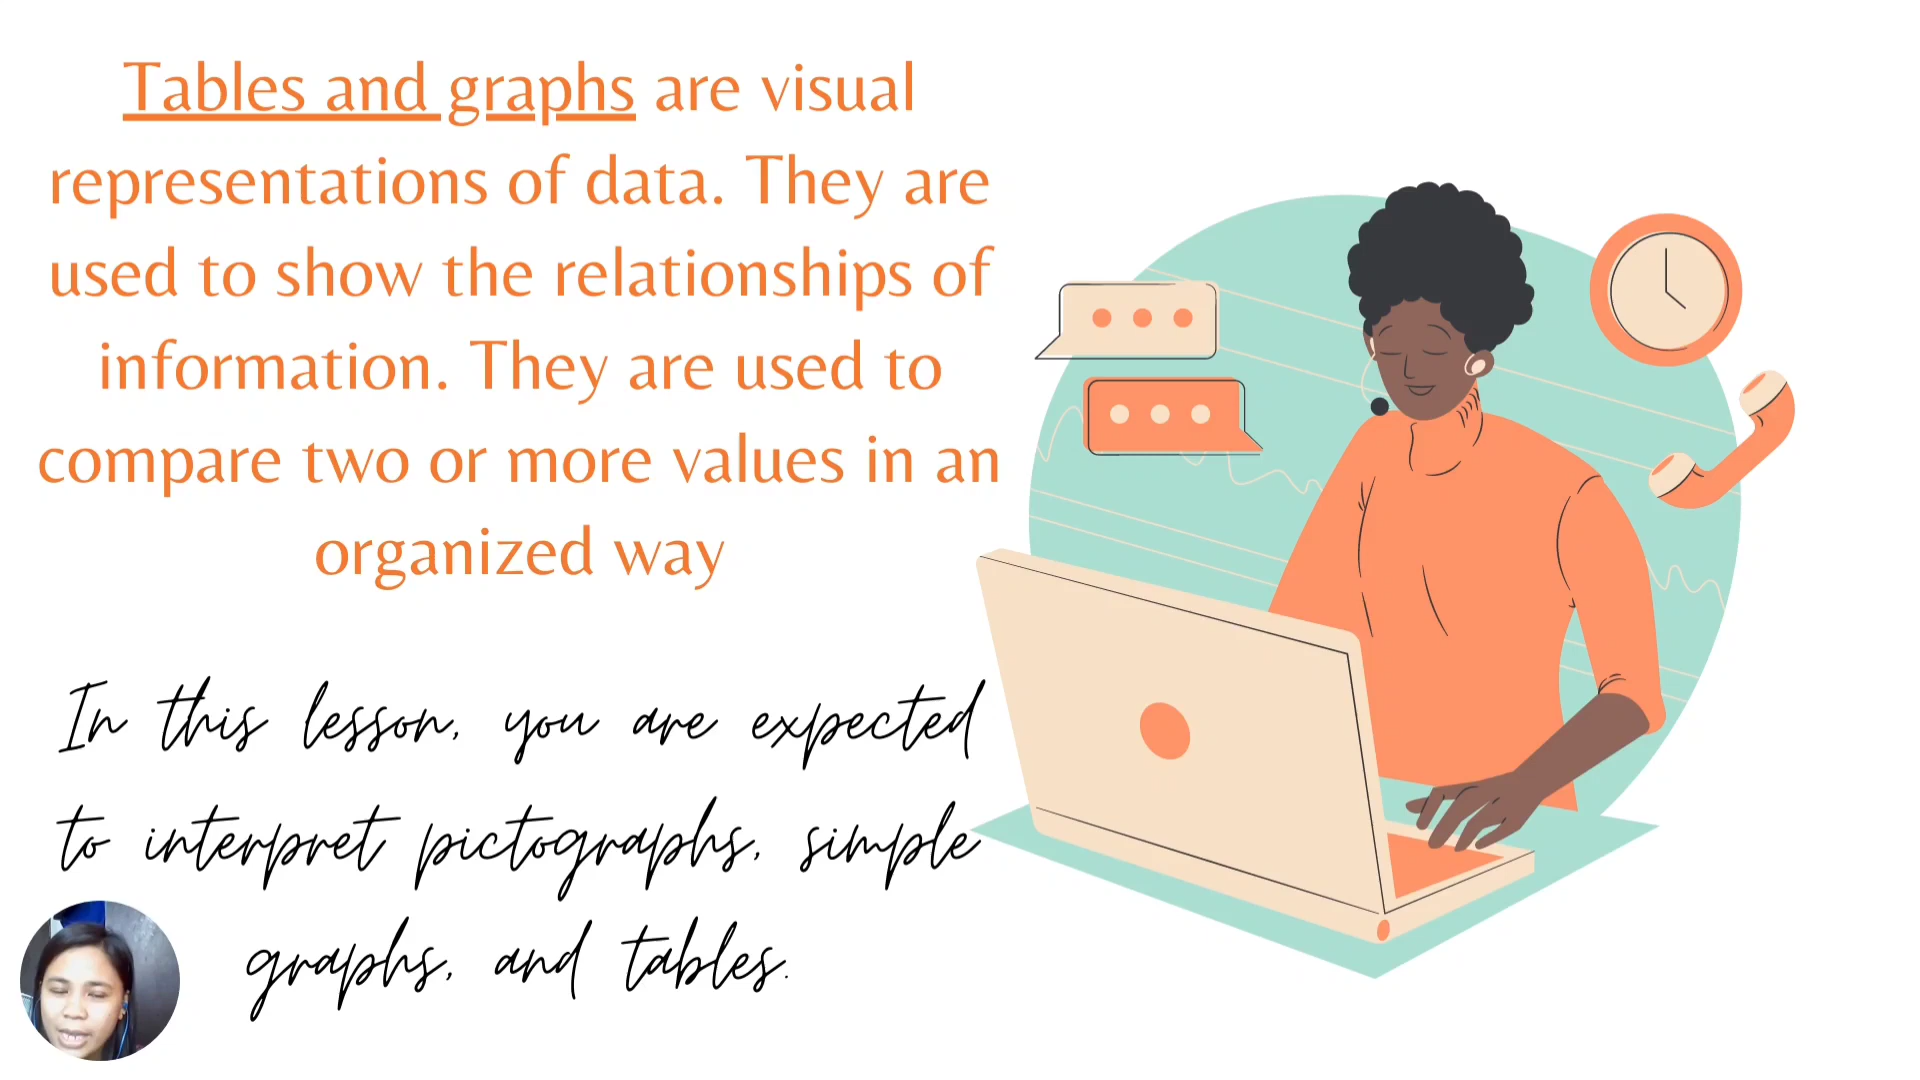 Tables and graphs are visual
representations of data. They are
used to show the relationships of
information. They are used to
compare two or more values in an
organized way
In this lesson, you are expected
to interpret pictographs, simple
graphs, and tables.